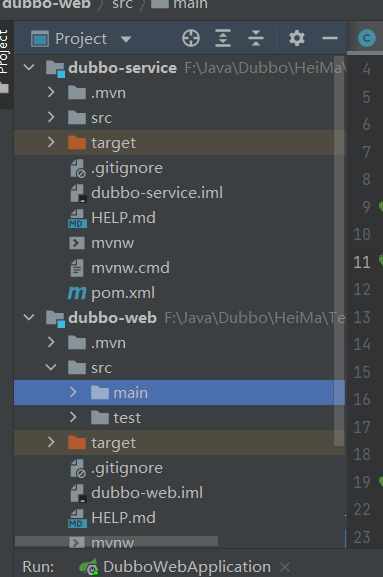 dubbo-web > src > main
Project
Project
dubbo-service F:\Java\Dubbo\HeiMa\
.mvn
src
target
.gitignore
dubbo-service.iml
HELP.md
mvnw
mvnw.cmd
pom.xml
dubbo-web F:\Java\Dubbo\HeiMa\Te
.mvn
src
main
test
target
.gitignore
dubbo-web.iml
HELP.md
mvnw
4
5
6
7
8
9
10
11
12
13
14
15
16
17
18
19
20
22
23
Run: DubboWebApplication ×